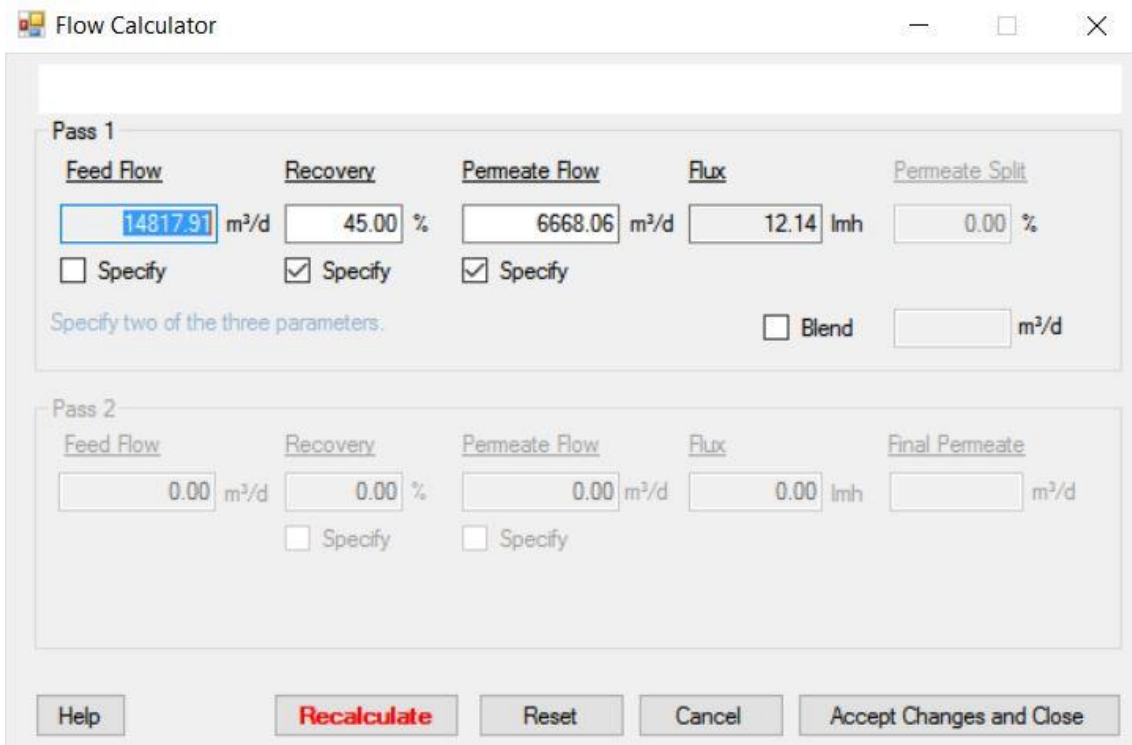 Flow Calculator
Pass 1
Feed Flow Recovery Permeate Flow Flux Permeate Split
14817.91 m³/d 45.00 % 6668.06 m³/d 12.14 lmh 0.00 %
Specify Specify Specify
Specify two of the three parameters. Blend m³/d
Pass 2
Feed Flow Recovery Permeate Flow Flux Final Permeate
0.00 m³/d 0.00 % 0.00 m³/d 0.00 lmh m³/d
Specify Specify
Help Recalculate Reset Cancel Accept Changes and Close